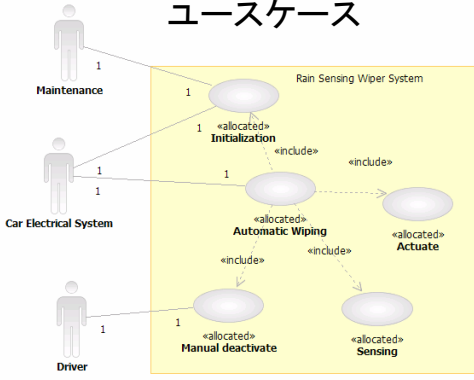 ユースケース
Rain Sensing Wiper System
1
Maintenance
1
1
«allocated»
Initialization
«include»
«include»
1
1
1
Car Electrical System
«allocated»
Automatic Wiping
«allocated»
Actuate
«include»
«include»
1
1
«allocated»
Manual deactivate
«allocated»
Sensing
Driver